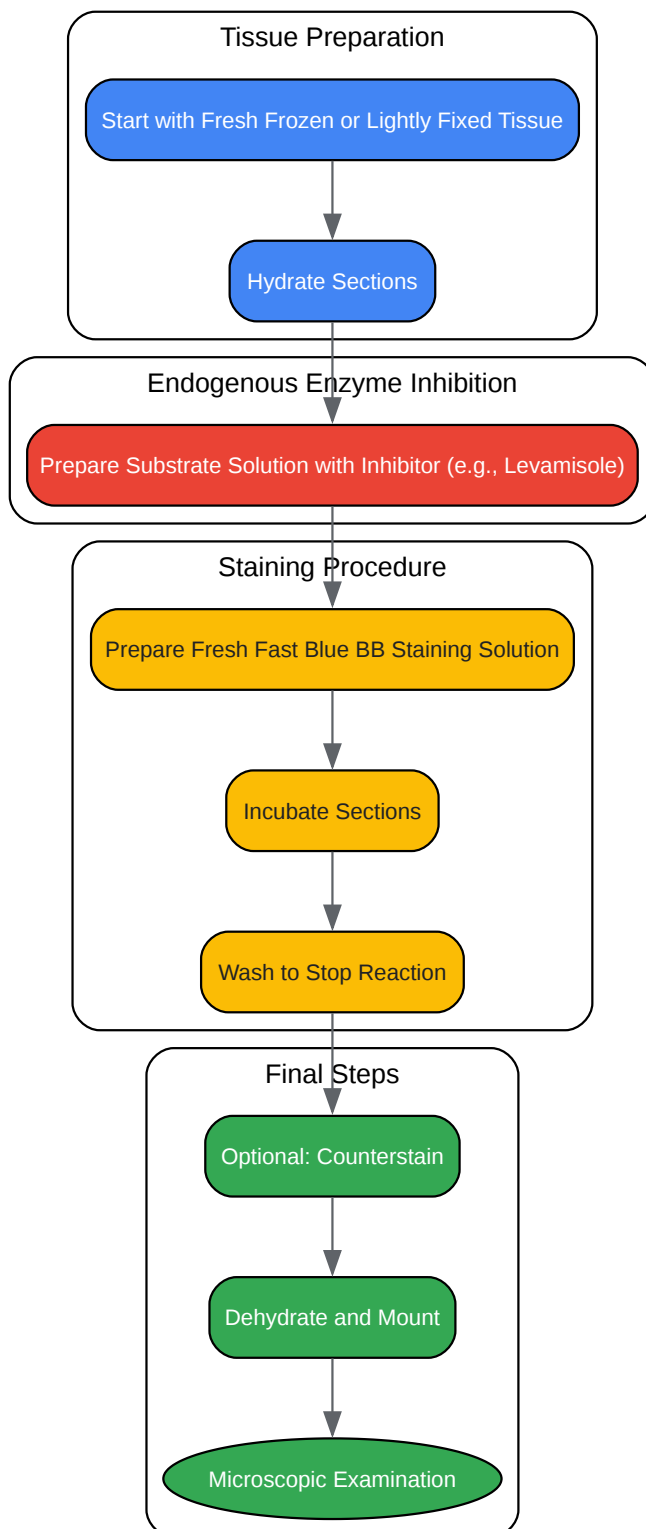 Tissue Preparation
Start with Fresh Frozen or Lightly Fixed Tissue
Hydrate Sections
Endogenous Enzyme Inhibition
Prepare Substrate Solution with Inhibitor (e.g., Levamisole)
Staining Procedure
Prepare Fresh Fast Blue BB Staining Solution
Incubate Sections
Wash to Stop Reaction
Final Steps
Optional: Counterstain
Dehydrate and Mount
Microscopic Examination